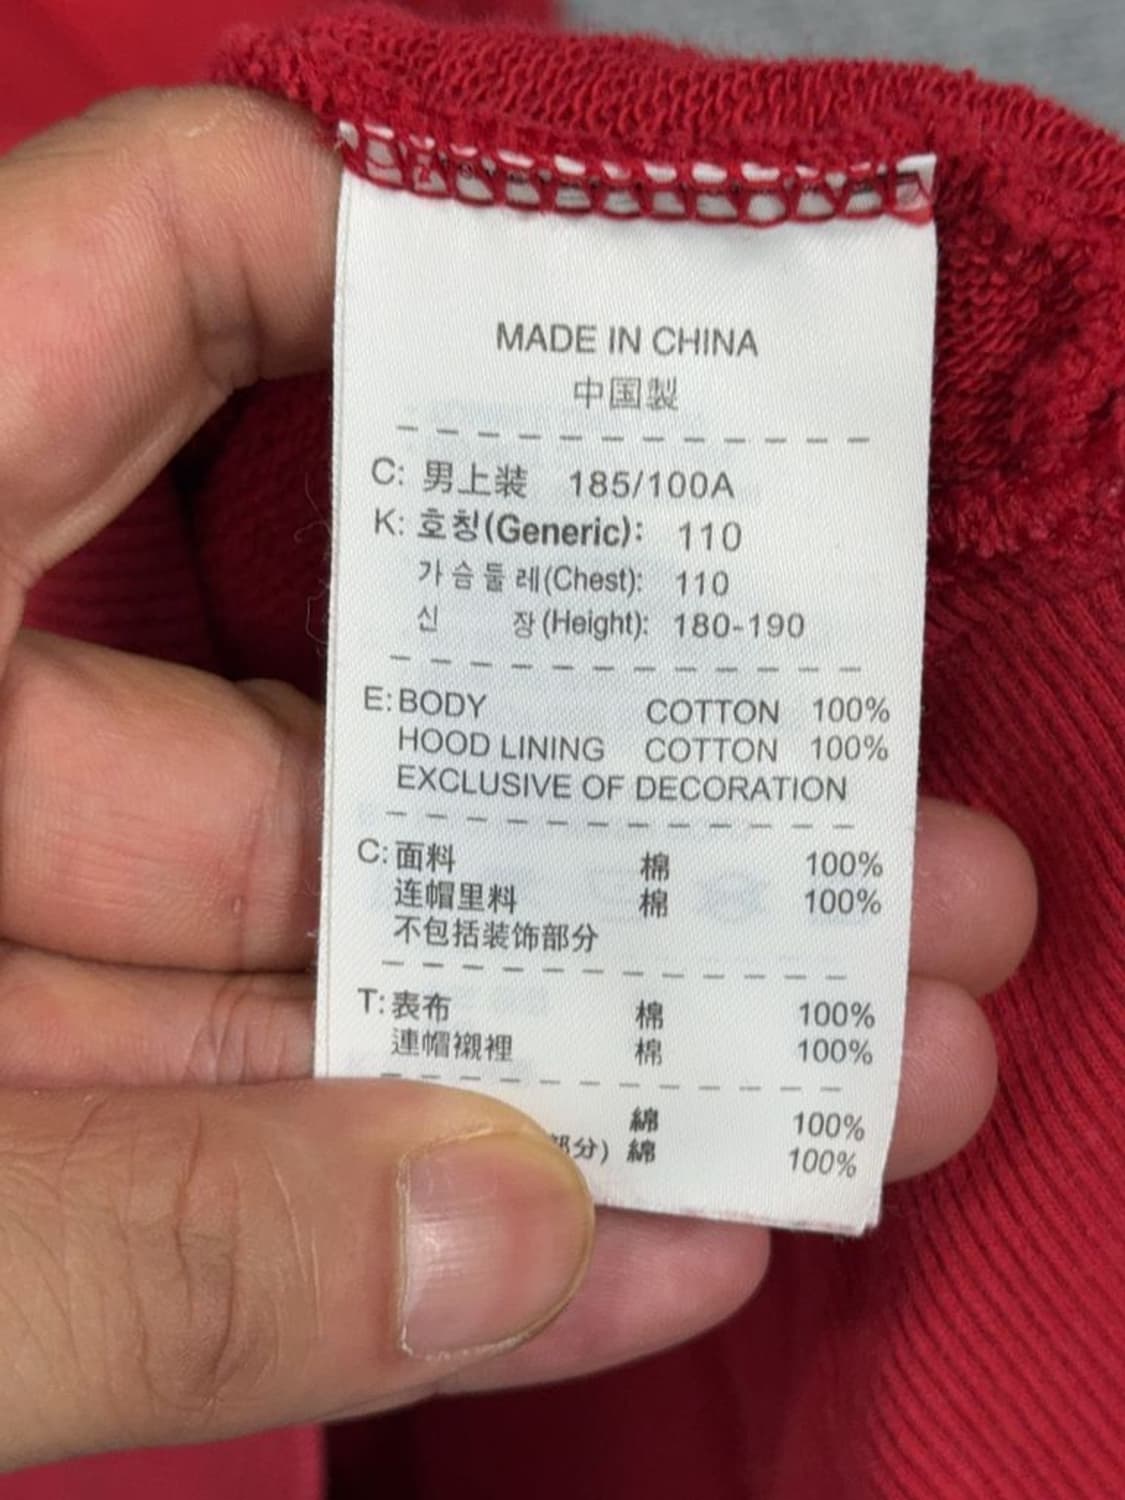 MADE IN CHINA
中国製
C: 男上装 185/100A
K: 호칭(Generic): 110
가슴둘레(Chest): 110
신 장(Height): 180-190
E: BODY COTTON 100%
HOOD LINING COTTON 100%
EXCLUSIVE OF DECORATION
C: 面料 棉 100%
连帽里料 棉 100%
不包括装饰部分
T: 表布 棉 100%
連帽襯裡 棉 100%
綿 100%
部分) 綿 100%